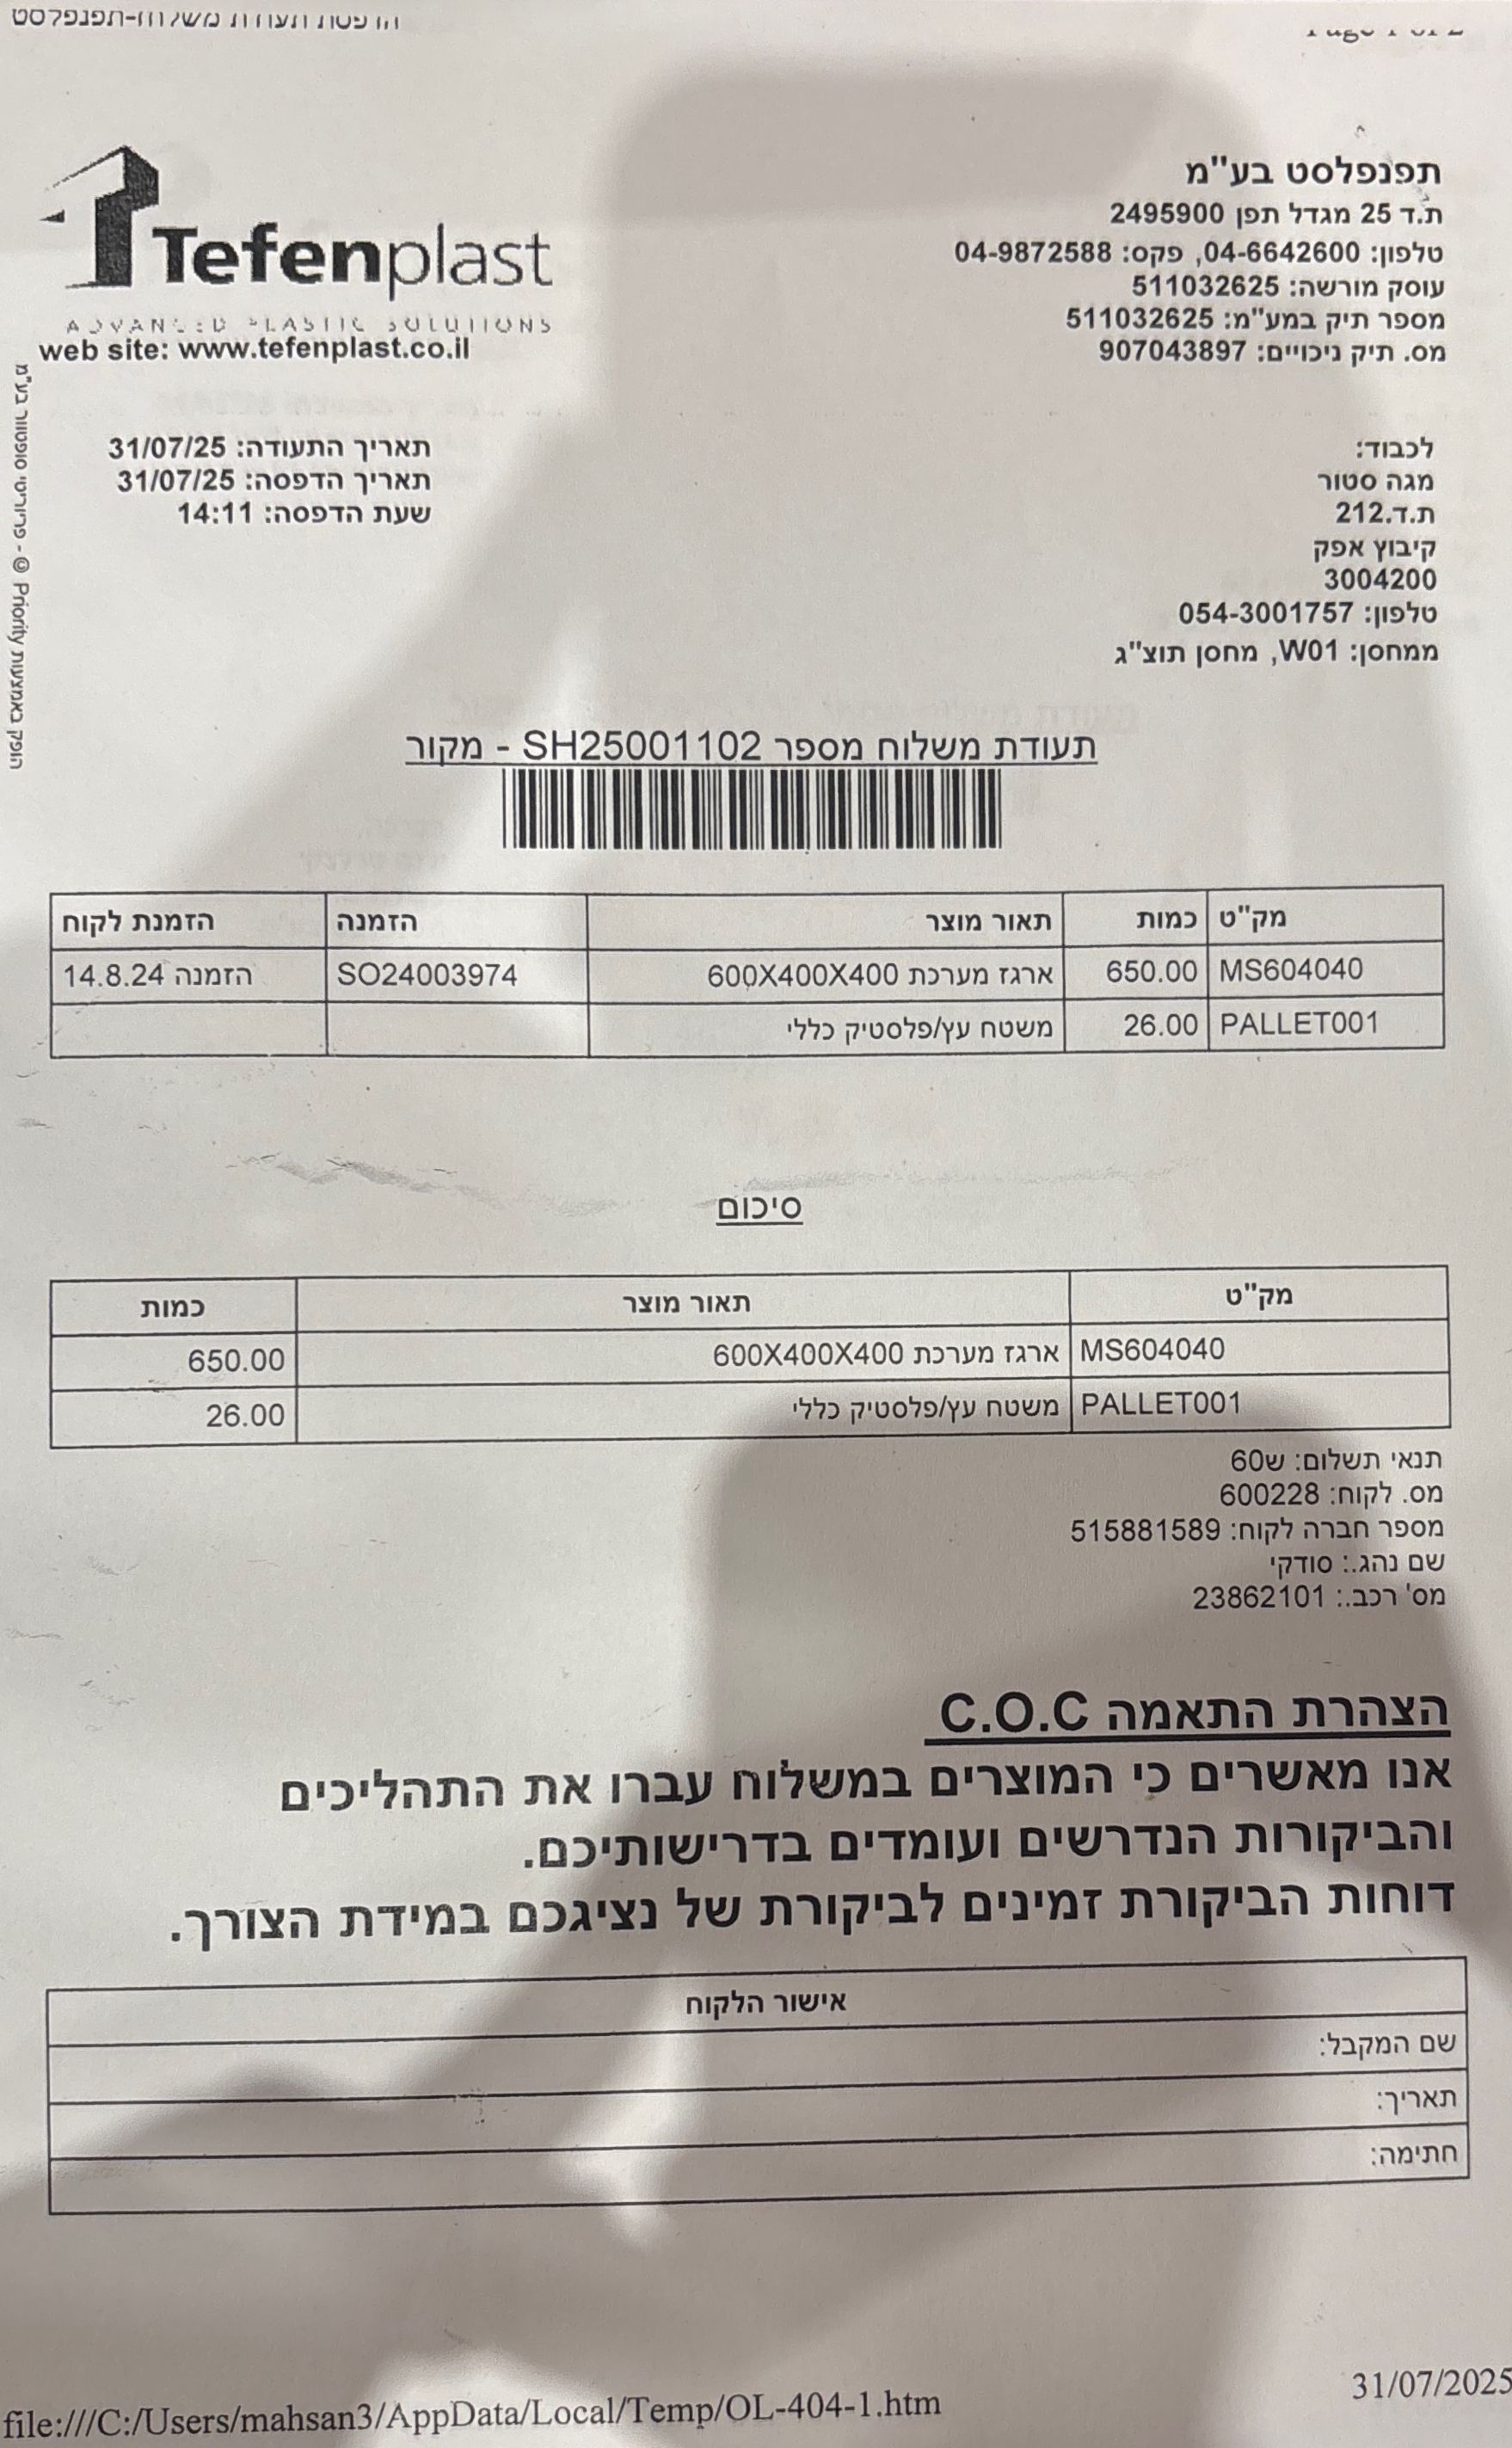 הדפסת תעודת משלוח-תפנפלסט
Page 1 of 2
תפנפלסט בע"מ
ת.ד 25 מגדל תפן 2495900
טלפון: 04-6642600, פקס: 04-9872588
עוסק מורשה: 511032625
מספר תיק במע"מ: 511032625
מס. תיק ניכויים: 907043897
Tefenplast
ADVANCED PLASTIC SOLUTIONS
web site: www.tefenplast.co.il
הופק באמצעות Priority © - פריוריטי סופטוור בע"מ
לכבוד:
מגה סטור
ת.ד.212
קיבוץ אפק
3004200
טלפון: 054-3001757
ממחסן: W01, מחסן תוצ"ג
תאריך התעודה: 31/07/25
תאריך הדפסה: 31/07/25
שעת הדפסה: 14:11
תעודת משלוח מספר SH25001102 - מקור
מק"ט כמות תאור מוצר הזמנה הזמנת לקוח
MS604040 650.00 ארגז מערכת 600X400X400 SO24003974 הזמנה 14.8.24
PALLET001 26.00 משטח עץ/פלסטיק כללי
סיכום
מק"ט תאור מוצר כמות
MS604040 ארגז מערכת 600X400X400 650.00
PALLET001 משטח עץ/פלסטיק כללי 26.00
תנאי תשלום: ש60
מס. לקוח: 600228
מספר חברה לקוח: 515881589
שם נהג.: סודקי
מס' רכב.: 23862101
הצהרת התאמה C.O.C
אנו מאשרים כי המוצרים במשלוח עברו את התהליכים
והביקורות הנדרשים ועומדים בדרישותיכם.
דוחות הביקורת זמינים לביקורת של נציגכם במידת הצורך.
אישור הלקוח
שם המקבל:
תאריך:
חתימה:
file:///C:/Users/mahsan3/AppData/Local/Temp/OL-404-1.htm
31/07/2025